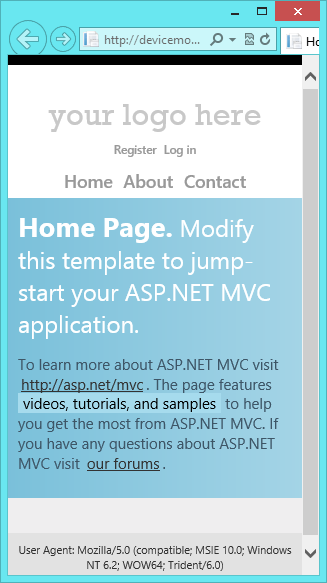 http://devicemo...
Ho
your logo here
Register Log in
Home About Contact
Home Page. Modify
this template to jump-
start your ASP.NET MVC
application.
To learn more about ASP.NET MVC visit
http://asp.net/mvc. The page features
videos, tutorials, and samples to help
you get the most from ASP.NET MVC. If
you have any questions about ASP.NET
MVC visit our forums.
User Agent: Mozilla/5.0 (compatible; MSIE 10.0; Windows
NT 6.2; WOW64; Trident/6.0)